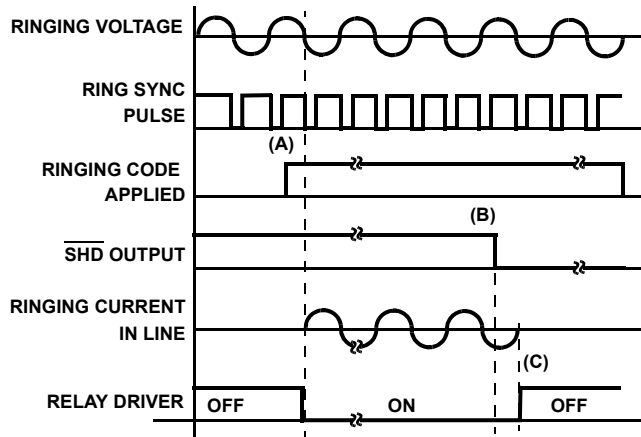 RINGING VOLTAGE
RING SYNC
PULSE
(A)
RINGING CODE
APPLIED
(B)
SHD OUTPUT
RINGING CURRENT
IN LINE
(C)
RELAY DRIVER
OFF
ON
OFF